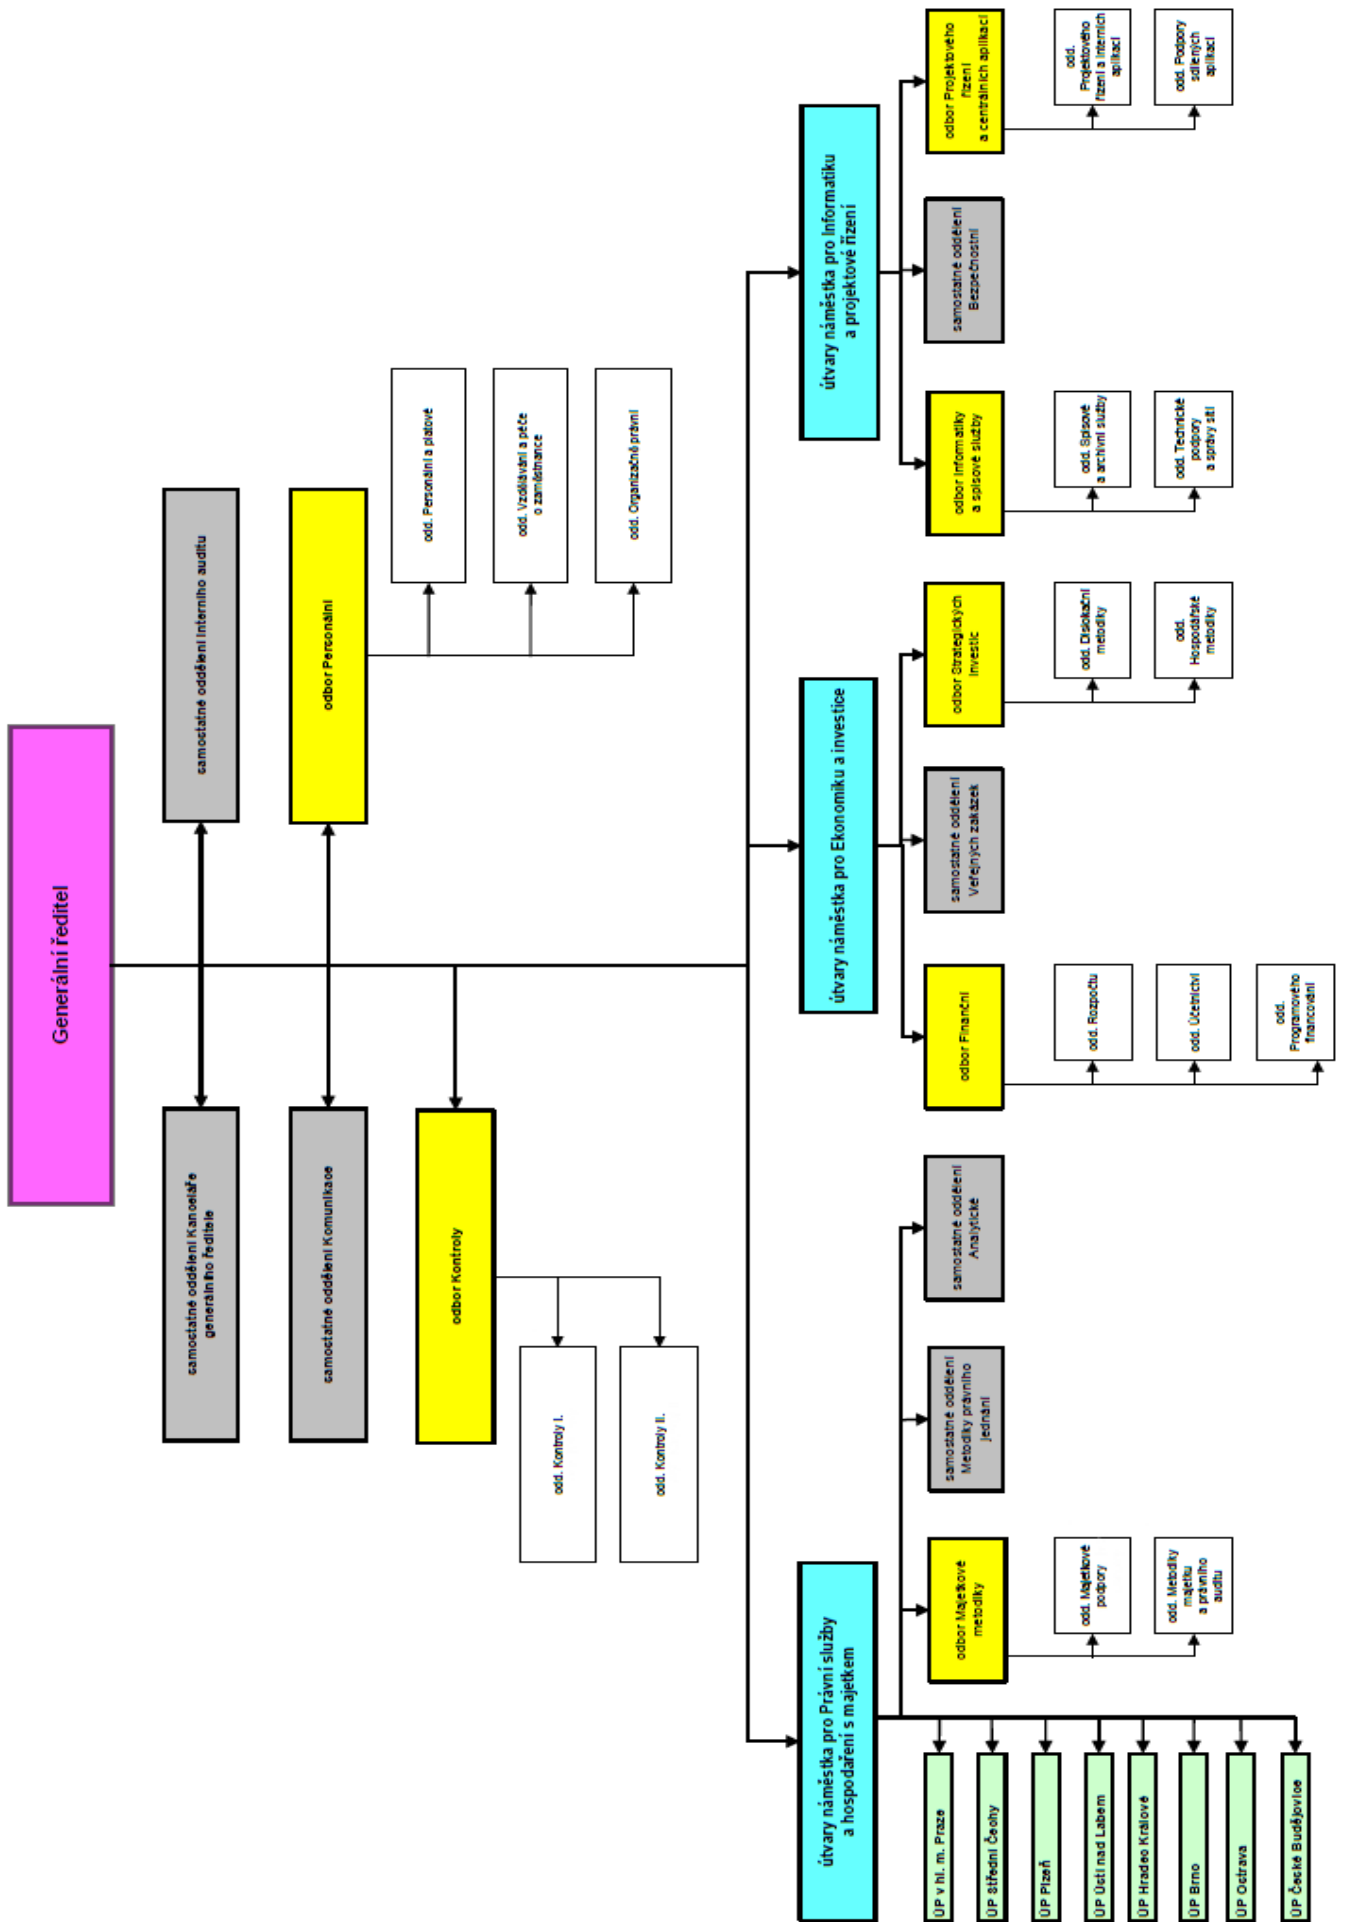 Generální ředitel
samostatné oddělení Kanceláře
generálního ředitele
samostatné oddělení Interního auditu
samostatné oddělení Komunikace
odbor Personální
odd. Personální a platové
odd. Vzdělávání a péče
o zaměstnance
odd. Organizačně právní
odbor Kontroly
odd. Kontroly I.
odd. Kontroly II.
útvary náměstka pro Právní služby
a hospodaření s majetkem
útvary náměstka pro Ekonomiku a investice
útvary náměstka pro Informatiku
a projektové řízení
ÚP v hl. m. Praze
ÚP Střední Čechy
ÚP Plzeň
ÚP Ústí nad Labem
ÚP Hradec Králové
ÚP Brno
ÚP Ostrava
ÚP České Budějovice
odbor Majetkové
metodiky
odd. Majetkové
podpory
odd. Metodiky
majetku
a právního
auditu
samostatné oddělení
Metodiky právního
jednání
samostatné oddělení
Analytické
odbor Finanční
odd. Rozpočtu
odd. Účetnictví
odd.
Programového
financování
samostatné oddělení
Veřejných zakázek
odbor Strategických
investic
odd. Dislokační
metodiky
odd.
Hospodářské
metodiky
odbor Informatiky
a spisové služby
odd. Spisové
a archivní služby
odd. Technické
podpory
a správy sítí
samostatné oddělení
Bezpečnostní
odbor Projektového
řízení
a centrálních aplikací
odd.
Projektového
řízení a interních
aplikací
odd. Podpory
sdílených
aplikací